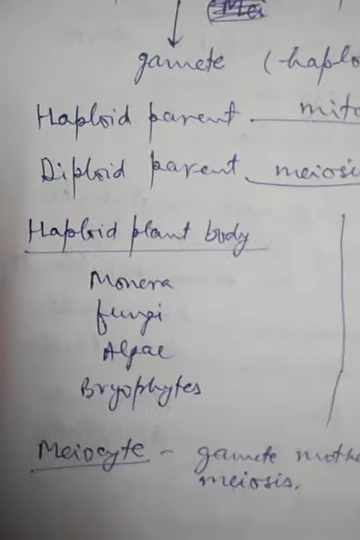 gamete (haplo
Haploid parent mito
Diploid parent meiosi
Haploid plant body
Monera
fungi
Algae
Bryophytes
Meiocyte - gamete mothe
meiosis.